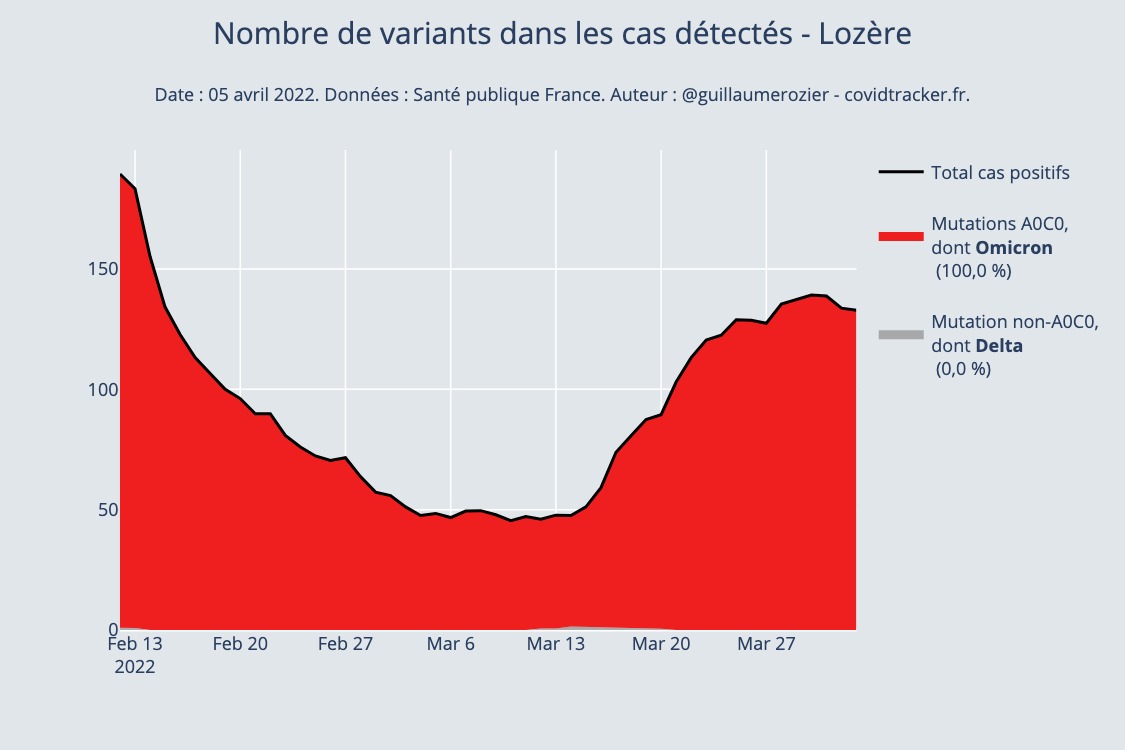 Nombre de variants dans les cas détectés - Lozère
Date : 05 avril 2022. Données : Santé publique France. Auteur : @guillaumerozier - covidtracker.fr.
Total cas positifs
Mutations A0C0,
dont Omicron
(100,0 %)
Mutation non-A0C0,
dont Delta
(0,0 %)
150
100
50
0
Feb 13 Feb 20 Feb 27 Mar 6 Mar 13 Mar 20 Mar 27
2022